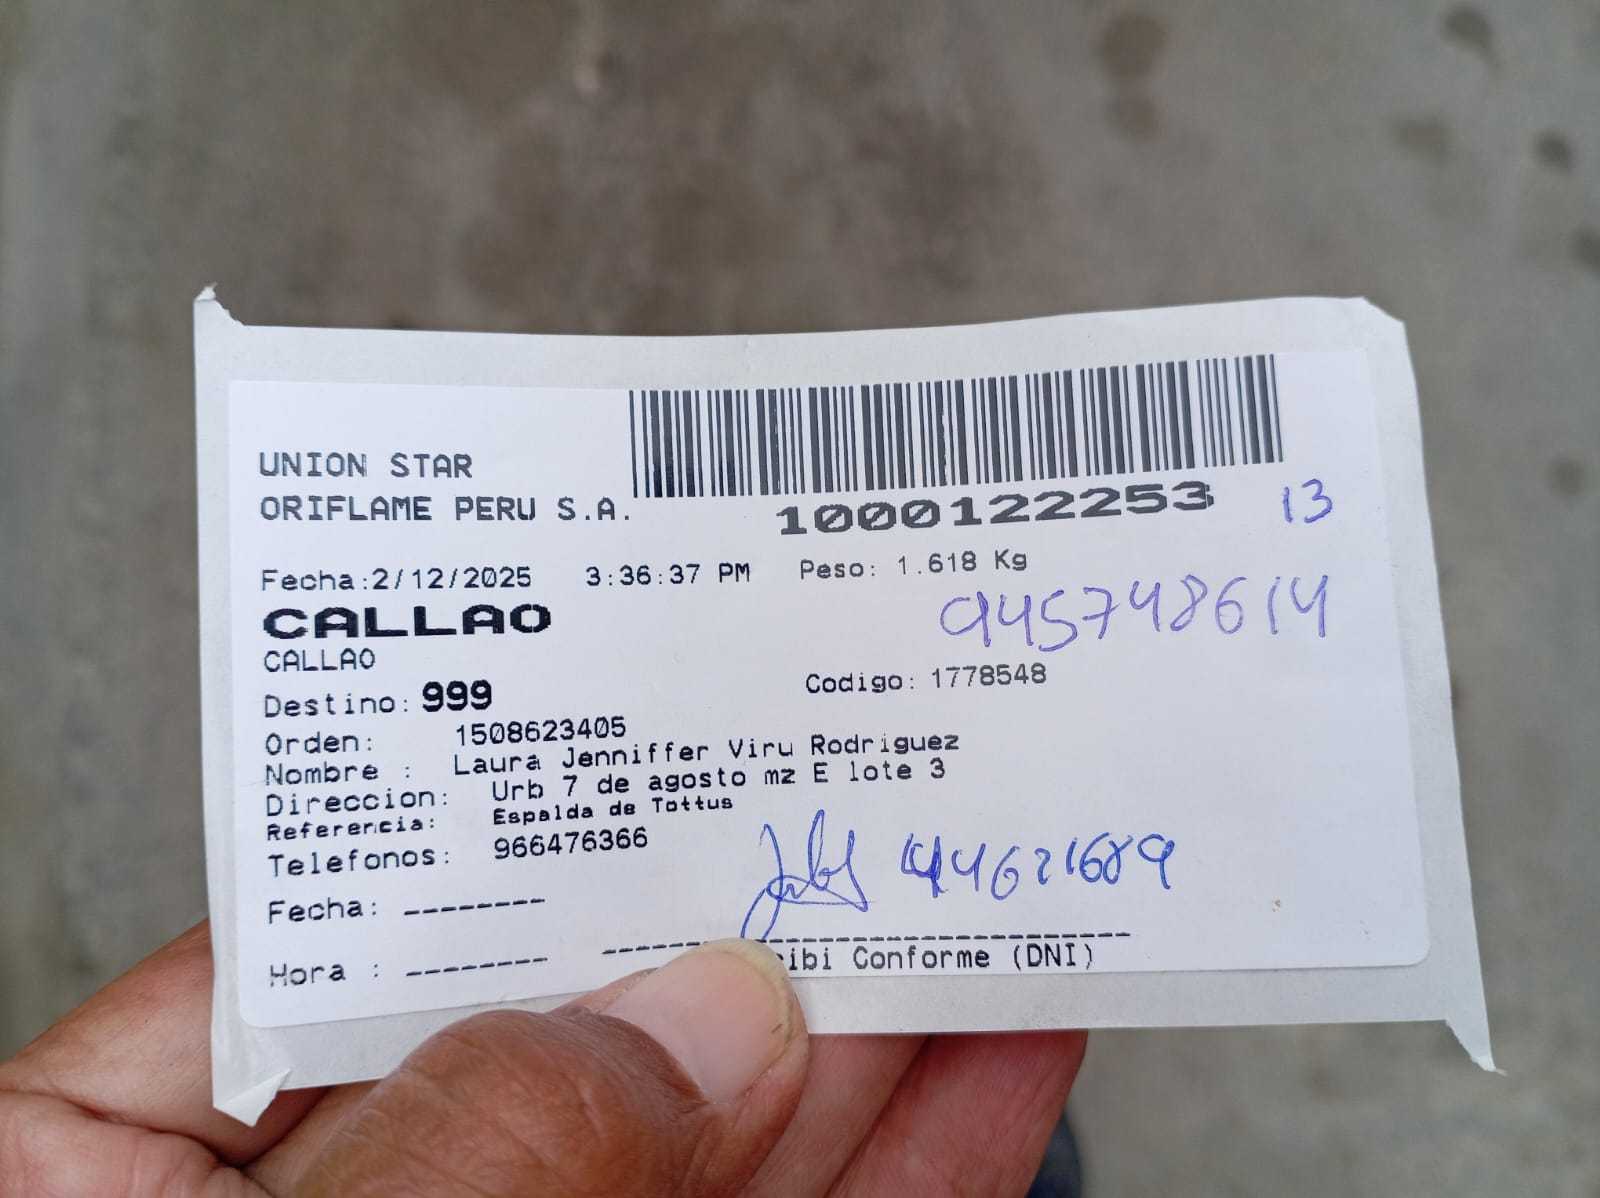 UNION STAR
ORIFLAME PERU S.A.
1000122253
13
Fecha:2/12/2025 3:36:37 PM Peso: 1.618 Kg
CALLAO
945748614
CALLAO
Destino: 999 Codigo: 1778548
Orden: 1508623405
Nombre : Laura Jenniffer Viru Rodriguez
Direccion: Urb 7 de agosto mz E lote 3
Referencia: Espalda de Tottus
Telefonos: 966476366
44621689
Fecha: --------
Hora : --------
ibi Conforme (DNI)